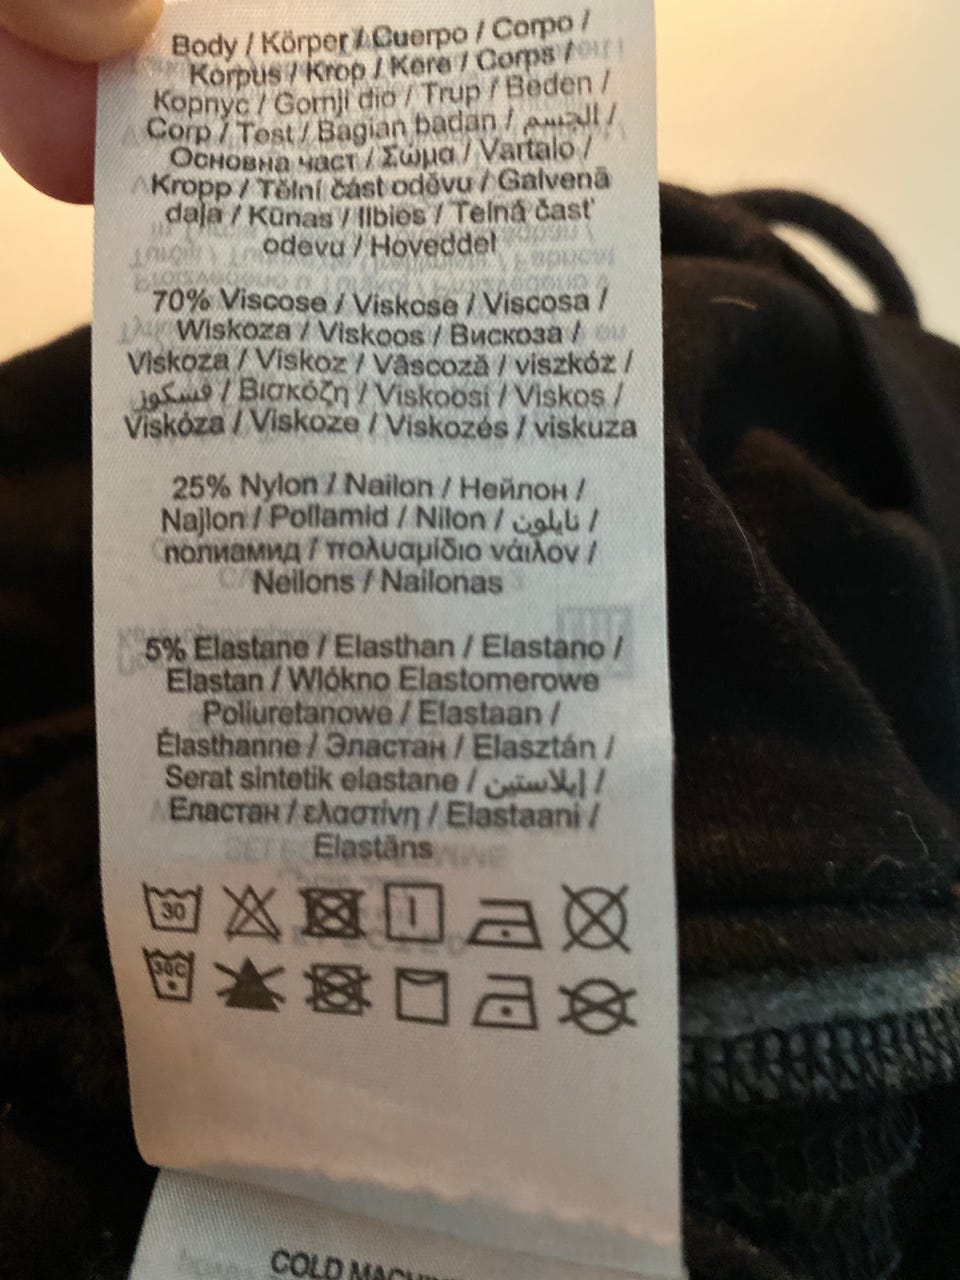 Body / Körper / Cuerpo / Corpo /
Korpus / Krop / Kere / Corps /
Корпус / Gornji dio / Trup / Beden /
Corp / Test / Bagian badan / الجسم /
Основна част / Σώμα / Vartalo /
Kropp / Tělní část oděvu / Galvenā
daļa / Kūnas / Ilbies / Telná časť
odevu / Hoveddel
70% Viscose / Viskose / Viscosa /
Wiskoza / Viskoos / Вискоза /
Viskoza / Viskoz / Vâscoză / viszkóz /
فسكوز / Βισκόζη / Viskoosi / Viskos /
Viskóza / Viskoze / Viskozés / viskuza
25% Nylon / Nailon / Нейлон /
Najlon / Poliamid / Nilon / نايلون /
полиамид / πολυαμίδιο νάιλον /
Neilons / Nailonas
5% Elastane / Elasthan / Elastano /
Elastan / Wlókno Elastomerowe
Poliuretanowe / Elastaan /
Élasthanne / Эластан / Elasztán /
Serat sintetik elastane / إيلاستين /
Еластан / ελαστίνη / Elastaani /
Elastāns
30
30C
COLD